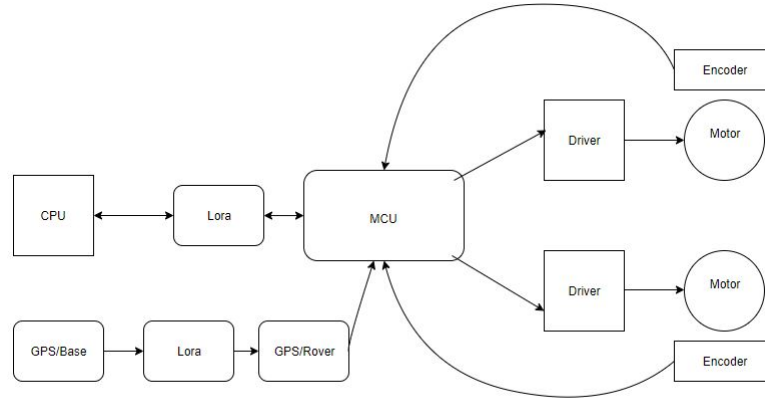 Encoder
Driver
Motor
CPU
Lora
MCU
Driver
Motor
GPS/Base
Lora
GPS/Rover
Encoder